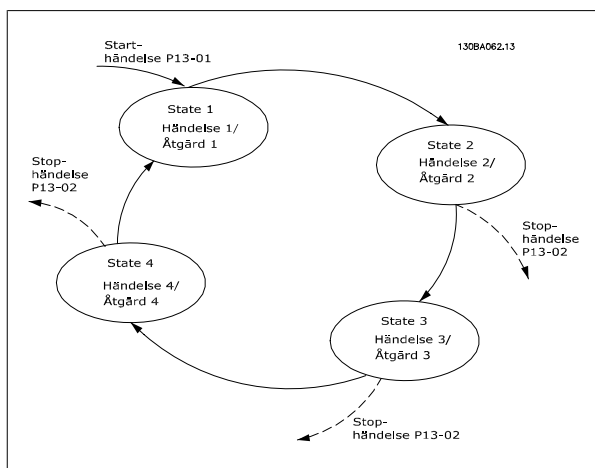 Start-
händelse P13-01
130BA062.13
State 1
Händelse 1/
Åtgärd 1
State 2
Händelse 2/
Åtgärd 2
Stop-
händelse
P13-02
Stop-
händelse
P13-02
State 4
Händelse 4/
Åtgärd 4
State 3
Händelse 3/
Åtgärd 3
Stop-
händelse P13-02